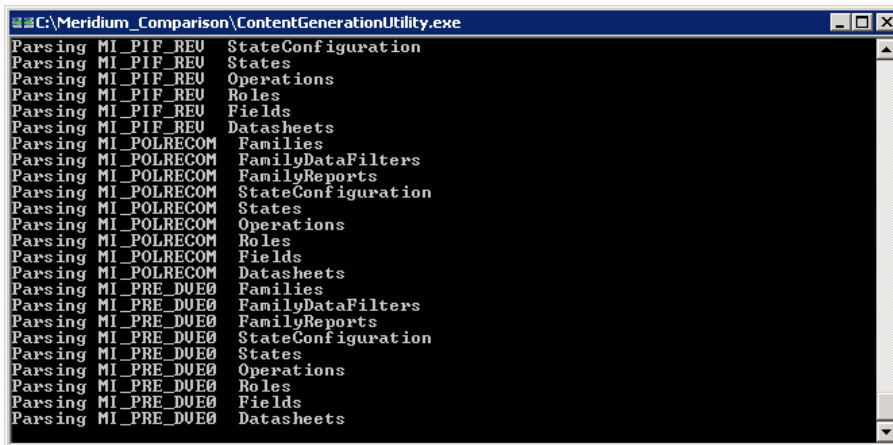 C:\Meridium_Comparison\ContentGenerationUtility.exe
Parsing MI_PIF_REV StateConfiguration
Parsing MI_PIF_REV States
Parsing MI_PIF_REV Operations
Parsing MI_PIF_REV Roles
Parsing MI_PIF_REV Fields
Parsing MI_PIF_REV Datasheets
Parsing MI_POLRECOM Families
Parsing MI_POLRECOM FamilyDataFilters
Parsing MI_POLRECOM FamilyReports
Parsing MI_POLRECOM StateConfiguration
Parsing MI_POLRECOM States
Parsing MI_POLRECOM Operations
Parsing MI_POLRECOM Roles
Parsing MI_POLRECOM Fields
Parsing MI_POLRECOM Datasheets
Parsing MI_PRE_DVE0 Families
Parsing MI_PRE_DVE0 FamilyDataFilters
Parsing MI_PRE_DVE0 FamilyReports
Parsing MI_PRE_DVE0 StateConfiguration
Parsing MI_PRE_DVE0 States
Parsing MI_PRE_DVE0 Operations
Parsing MI_PRE_DVE0 Roles
Parsing MI_PRE_DVE0 Fields
Parsing MI_PRE_DVE0 Datasheets